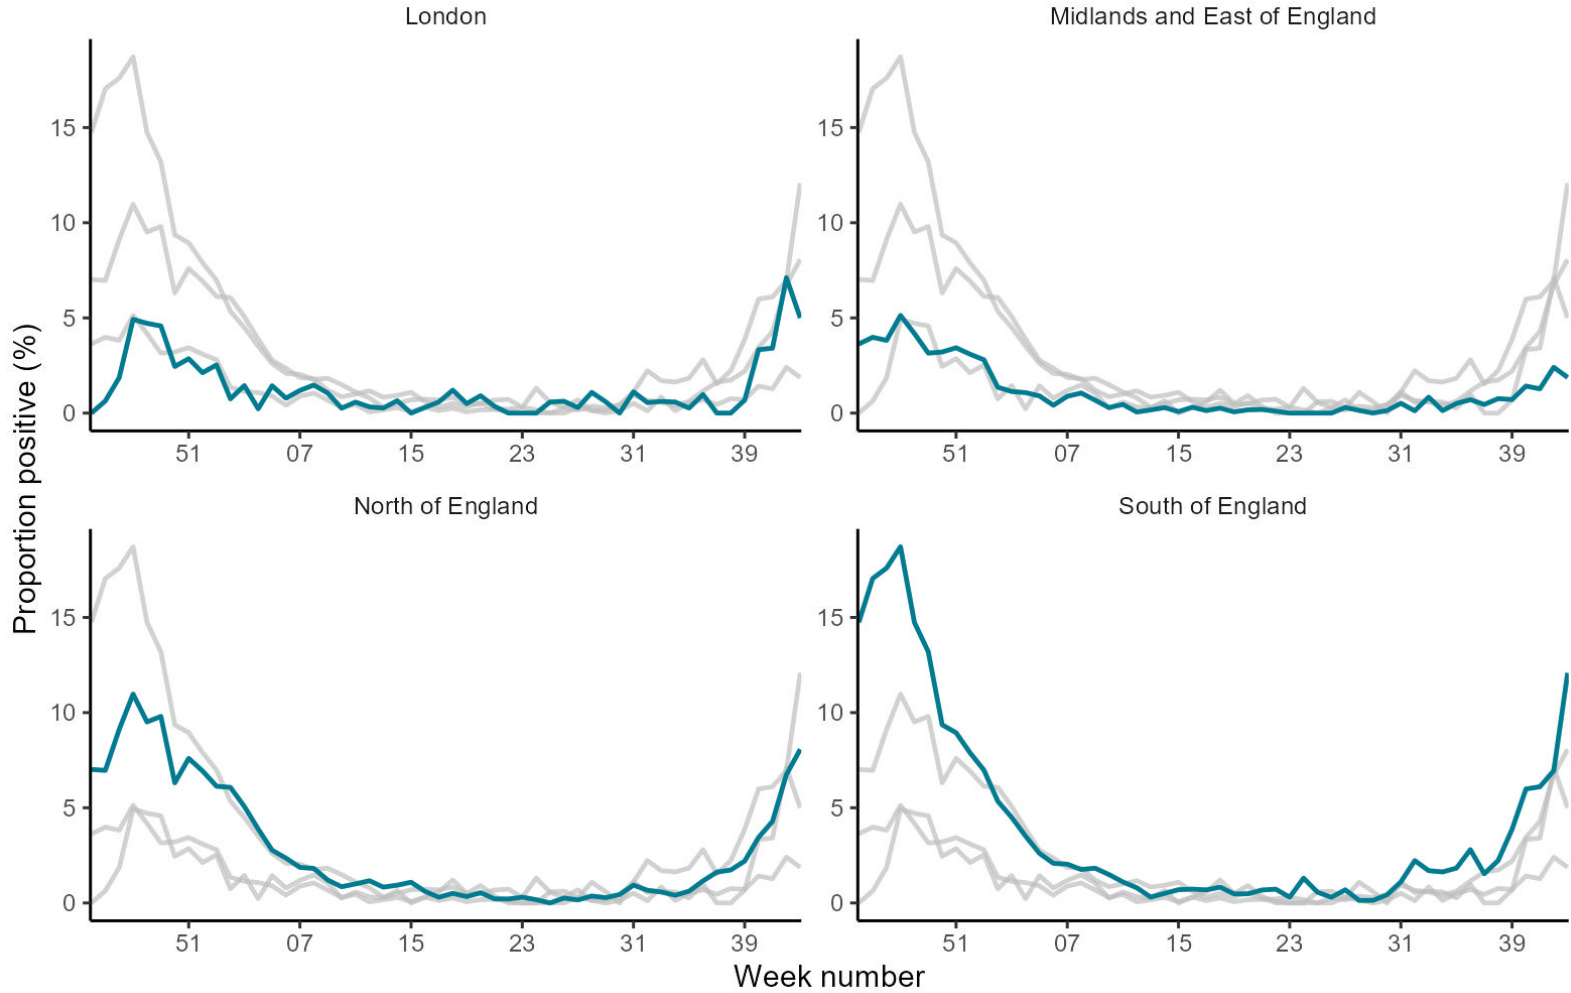 London
Midlands and East of England
15
10
5
0
51 07 15 23 31 39
15
10
5
0
51 07 15 23 31 39
North of England
South of England
15
10
5
0
51 07 15 23 31 39
15
10
5
0
51 07 15 23 31 39
Proportion positive (%)
Week number